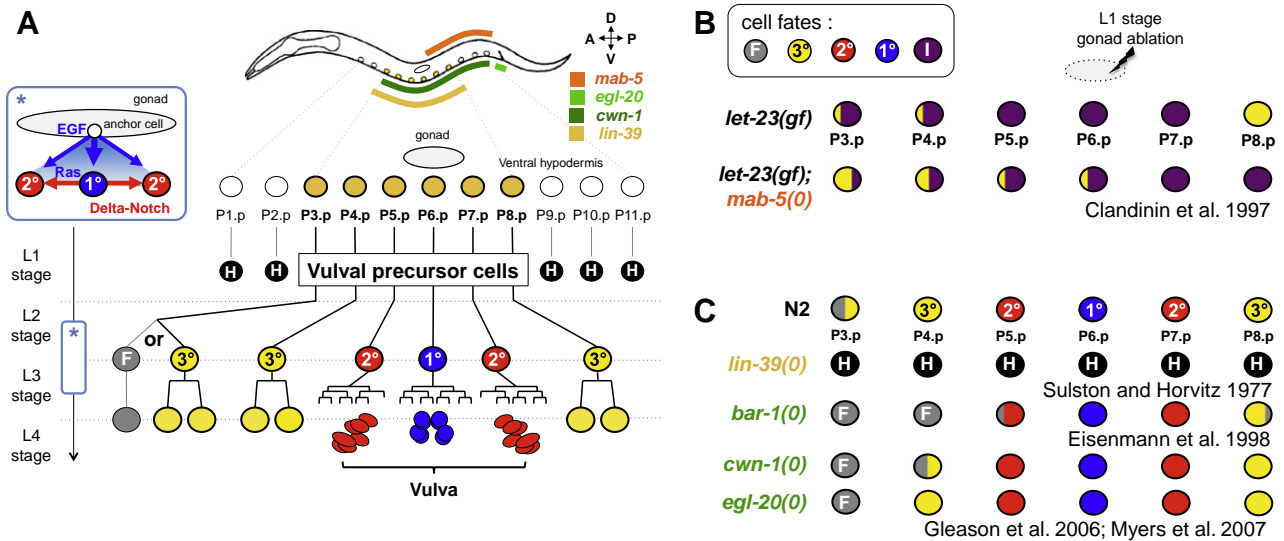 A
D
A P
V
mab-5
egl-20
cwn-1
lin-39
*
gonad
EGF
anchor cell
Ras
2° 1° 2°
Delta-Notch
gonad
Ventral hypodermis
P1.p P2.p P3.p P4.p P5.p P6.p P7.p P8.p P9.p P10.p P11.p
L1
stage
H H Vulval precursor cells H H H
L2
stage
*
or
F 3° 3° 2° 1° 2° 3°
L3
stage
L4
stage
Vulva
B
cell fates :
F 3° 2° 1° I
L1 stage
gonad ablation
let-23(gf)
P3.p P4.p P5.p P6.p P7.p P8.p
let-23(gf);
mab-5(0)
Clandinin et al. 1997
C
N2 3° 2° 1° 2° 3°
P3.p P4.p P5.p P6.p P7.p P8.p
lin-39(0) H H H H H H
Sulston and Horvitz 1977
bar-1(0) F F
Eisenmann et al. 1998
cwn-1(0) F
egl-20(0) F
Gleason et al. 2006; Myers et al. 2007